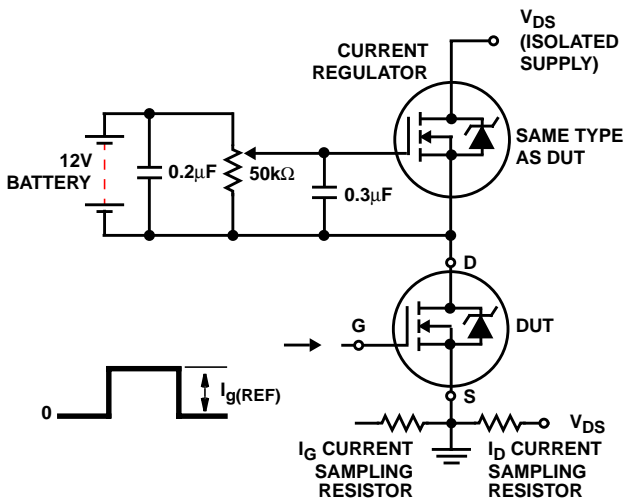 V_DS
(ISOLATED
SUPPLY)
CURRENT
REGULATOR
SAME TYPE
AS DUT
12V
BATTERY
0.2μF
50kΩ
0.3μF
D
DUT
G
I_g(REF)
0
S
V_DS
I_G CURRENT
SAMPLING
RESISTOR
I_D CURRENT
SAMPLING
RESISTOR